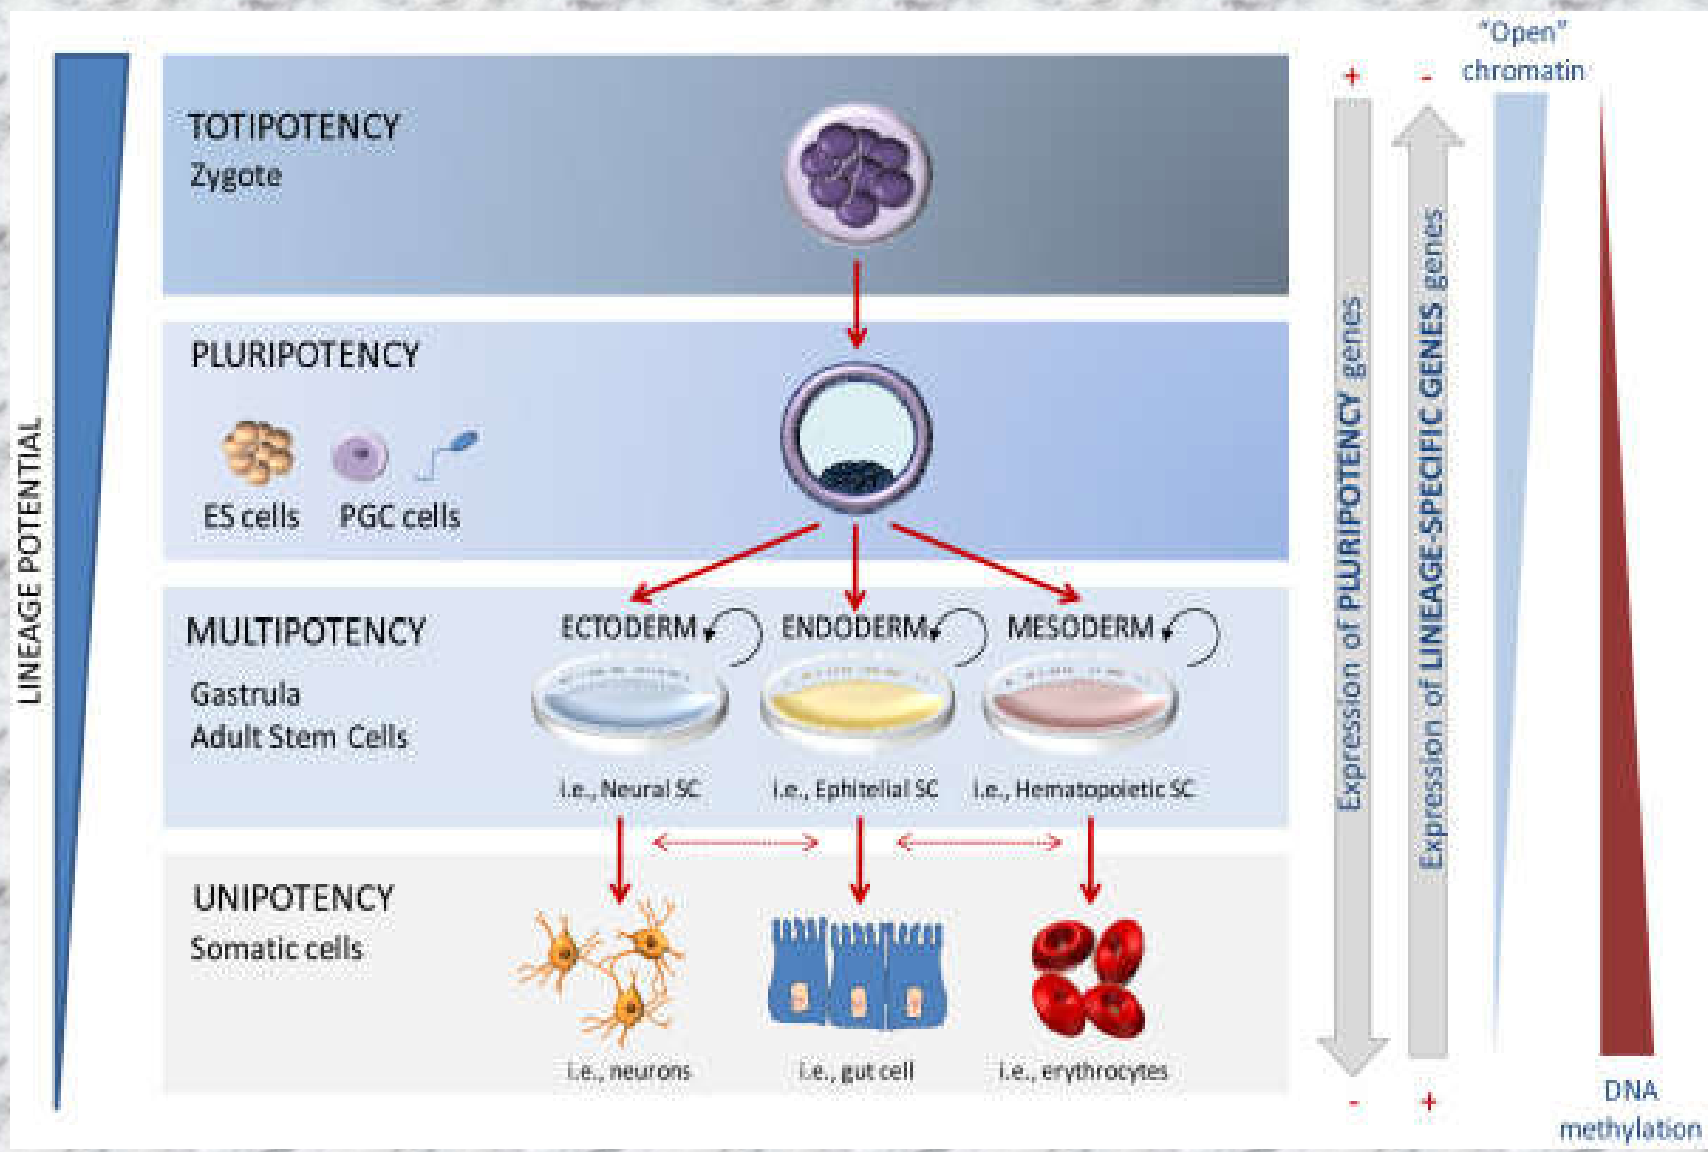 LINEAGE POTENTIAL
TOTIPOTENCY
Zygote
PLURIPOTENCY
ES cells
PGC cells
MULTIPOTENCY
Gastrula
Adult Stem Cells
ECTODERM
ENDODERM
MESODERM
i.e., Neural SC
i.e., Ephitelial SC
i.e., Hematopoietic SC
UNIPOTENCY
Somatic cells
i.e., neurons
i.e., gut cell
i.e., erythrocytes
+
-
Expression of PLURIPOTENCY genes
Expression of LINEAGE-SPECIFIC GENES genes
-
+
“Open”
chromatin
DNA
methylation